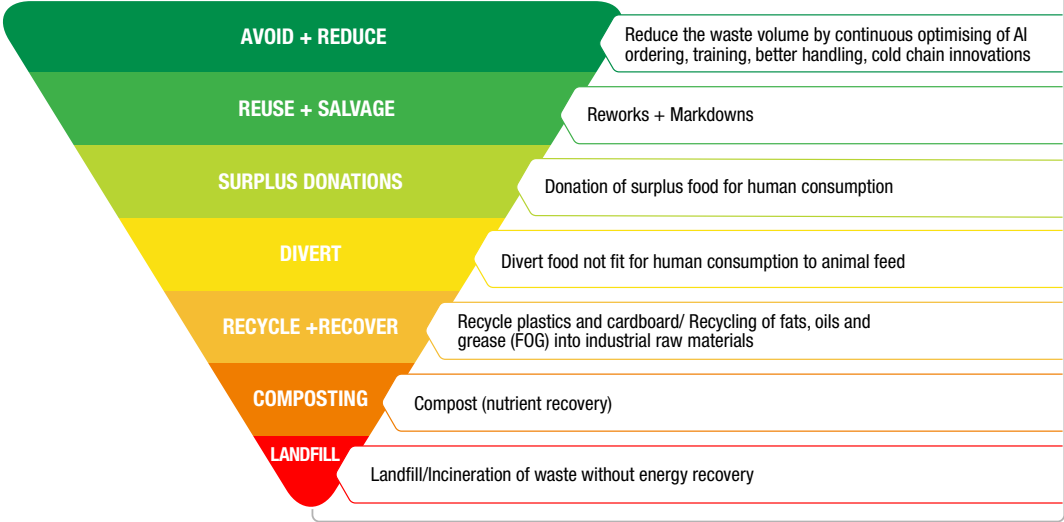 AVOID + REDUCE
Reduce the waste volume by continuous optimising of AI
ordering, training, better handling, cold chain innovations
REUSE + SALVAGE
Reworks + Markdowns
SURPLUS DONATIONS
Donation of surplus food for human consumption
DIVERT
Divert food not fit for human consumption to animal feed
RECYCLE +RECOVER
Recycle plastics and cardboard/ Recycling of fats, oils and
grease (FOG) into industrial raw materials
COMPOSTING
Compost (nutrient recovery)
LANDFILL
Landfill/Incineration of waste without energy recovery